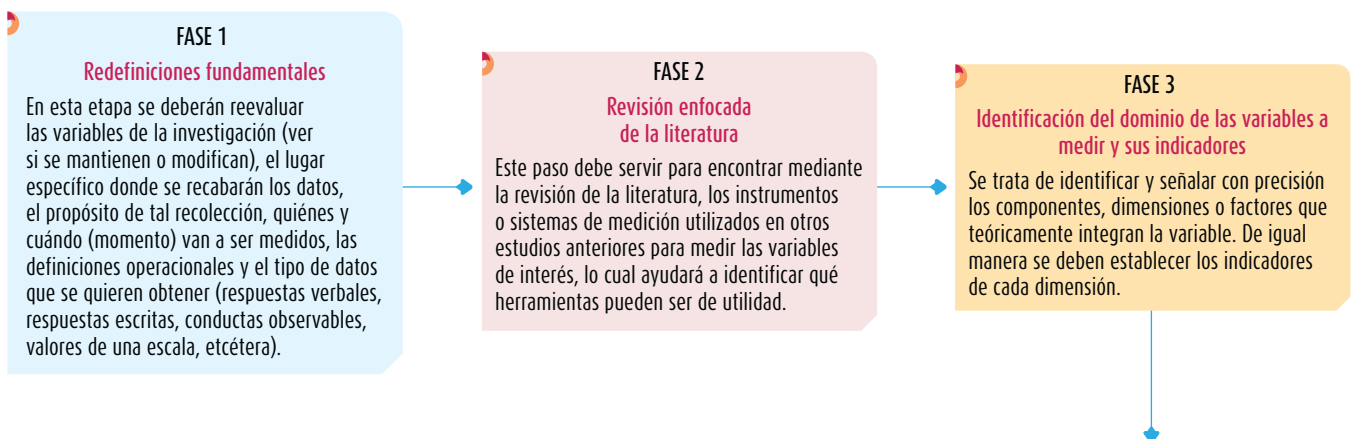 FASE 1
Redefiniciones fundamentales
En esta etapa se deberán reevaluar
las variables de la investigación (ver
si se mantienen o modifican), el lugar
específico donde se recabarán los datos,
el propósito de tal recolección, quiénes y
cuándo (momento) van a ser medidos, las
definiciones operacionales y el tipo de datos
que se quieren obtener (respuestas verbales,
respuestas escritas, conductas observables,
valores de una escala, etcétera).
FASE 2
Revisión enfocada
de la literatura
Este paso debe servir para encontrar mediante
la revisión de la literatura, los instrumentos
o sistemas de medición utilizados en otros
estudios anteriores para medir las variables
de interés, lo cual ayudará a identificar qué
herramientas pueden ser de utilidad.
FASE 3
Identificación del dominio de las variables a
medir y sus indicadores
Se trata de identificar y señalar con precisión
los componentes, dimensiones o factores que
teóricamente integran la variable. De igual
manera se deben establecer los indicadores
de cada dimensión.